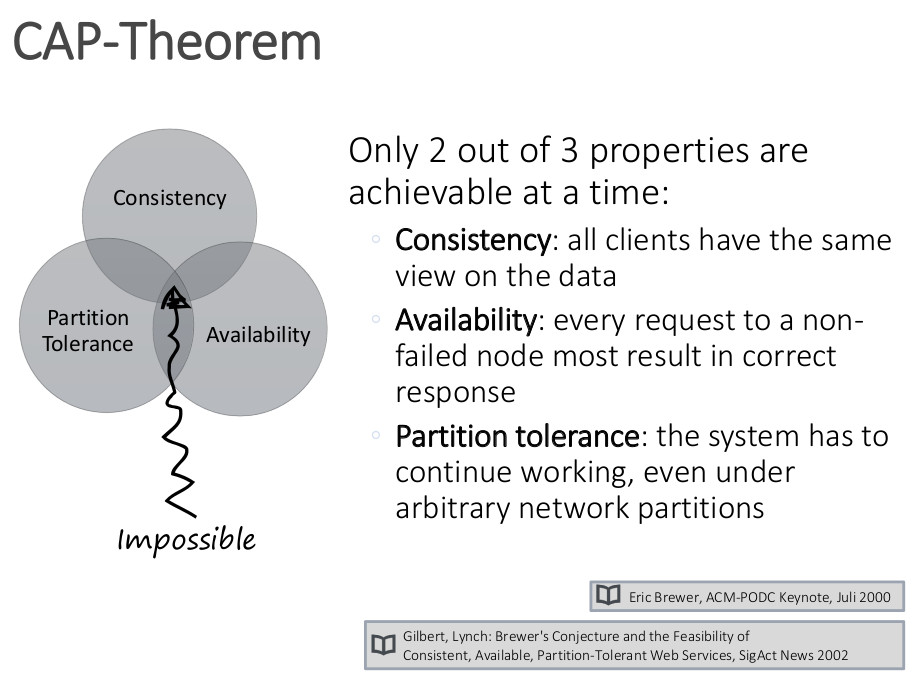 CAP-Theorem
Consistency
Partition
Tolerance
Availability
Impossible
Only 2 out of 3 properties are
achievable at a time:
◦ Consistency: all clients have the same
view on the data
◦ Availability: every request to a non-
failed node most result in correct
response
◦ Partition tolerance: the system has to
continue working, even under
arbitrary network partitions
Eric Brewer, ACM-PODC Keynote, Juli 2000
Gilbert, Lynch: Brewer's Conjecture and the Feasibility of
Consistent, Available, Partition-Tolerant Web Services, SigAct News 2002